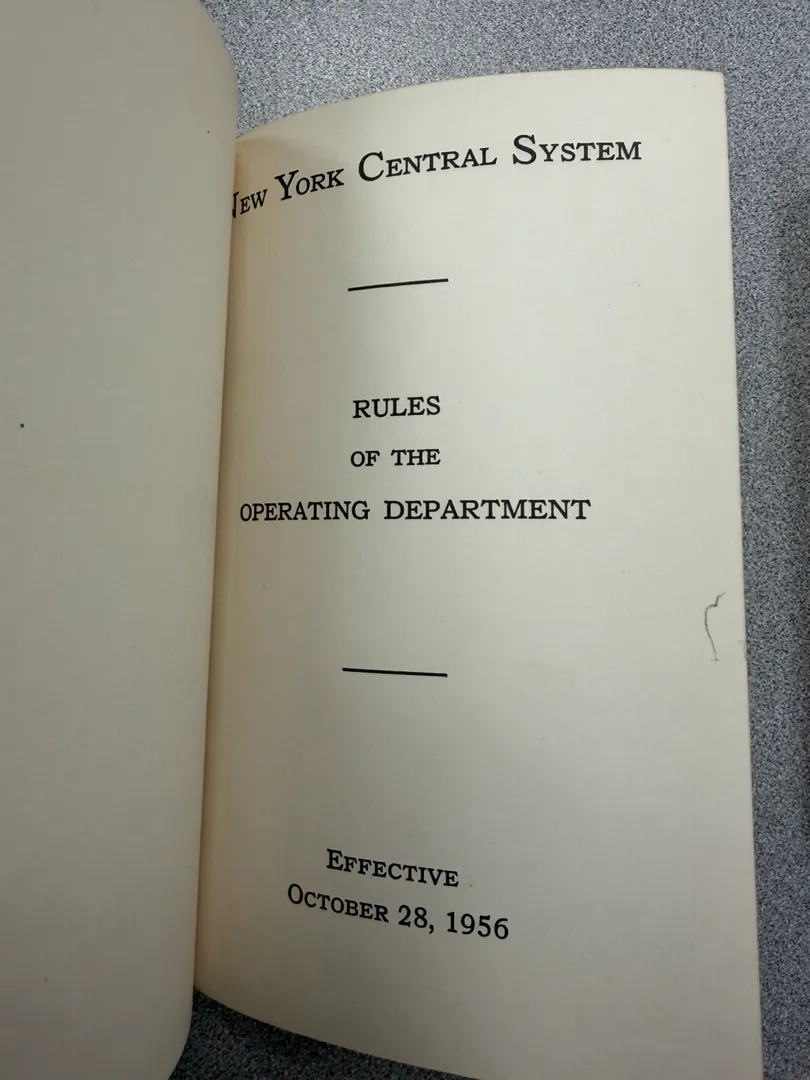 New York Central System
RULES
OF THE
OPERATING DEPARTMENT
Effective
October 28, 1956